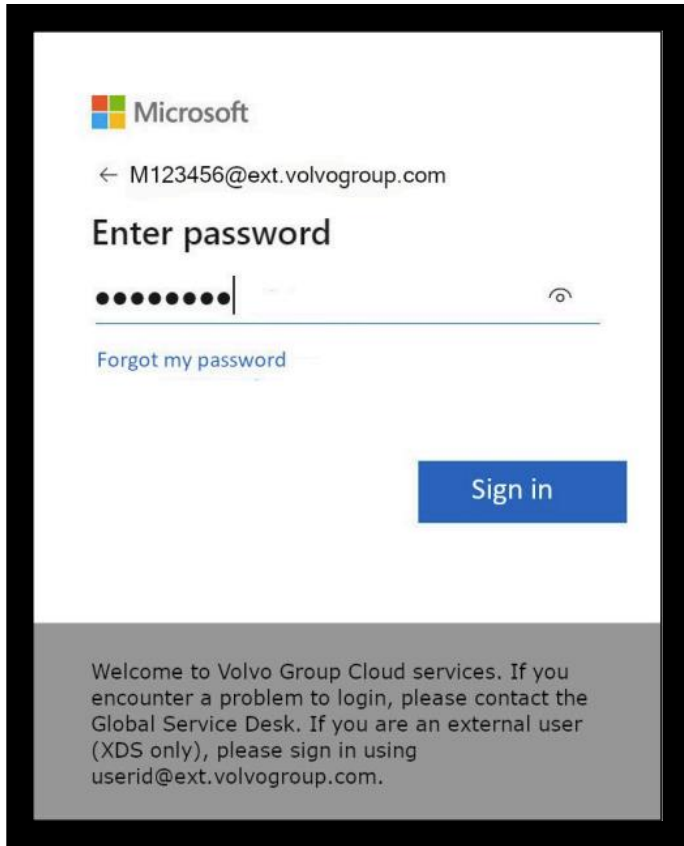 Microsoft
← M123456@ext.volvogroup.com
Enter password
●●●●●●●●
Forgot my password
Sign in
Welcome to Volvo Group Cloud services. If you
encounter a problem to login, please contact the
Global Service Desk. If you are an external user
(XDS only), please sign in using
userid@ext.volvogroup.com.